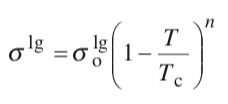 σ^lg = σ_o^lg (1 − T/T_c)^n